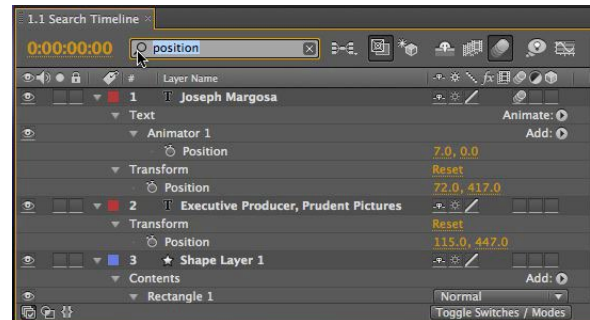 1.1 Search Timeline
0:00:00:00 position
# Layer Name
1 T Joseph Margosa
Text Animate:
Animator 1 Add:
Position 7.0, 0.0
Transform Reset
Position 72.0, 417.0
2 T Executive Producer, Prudent Pictures
Transform Reset
Position 115.0, 447.0
3 Shape Layer 1
Contents Add:
Rectangle 1 Normal
Toggle Switches / Modes